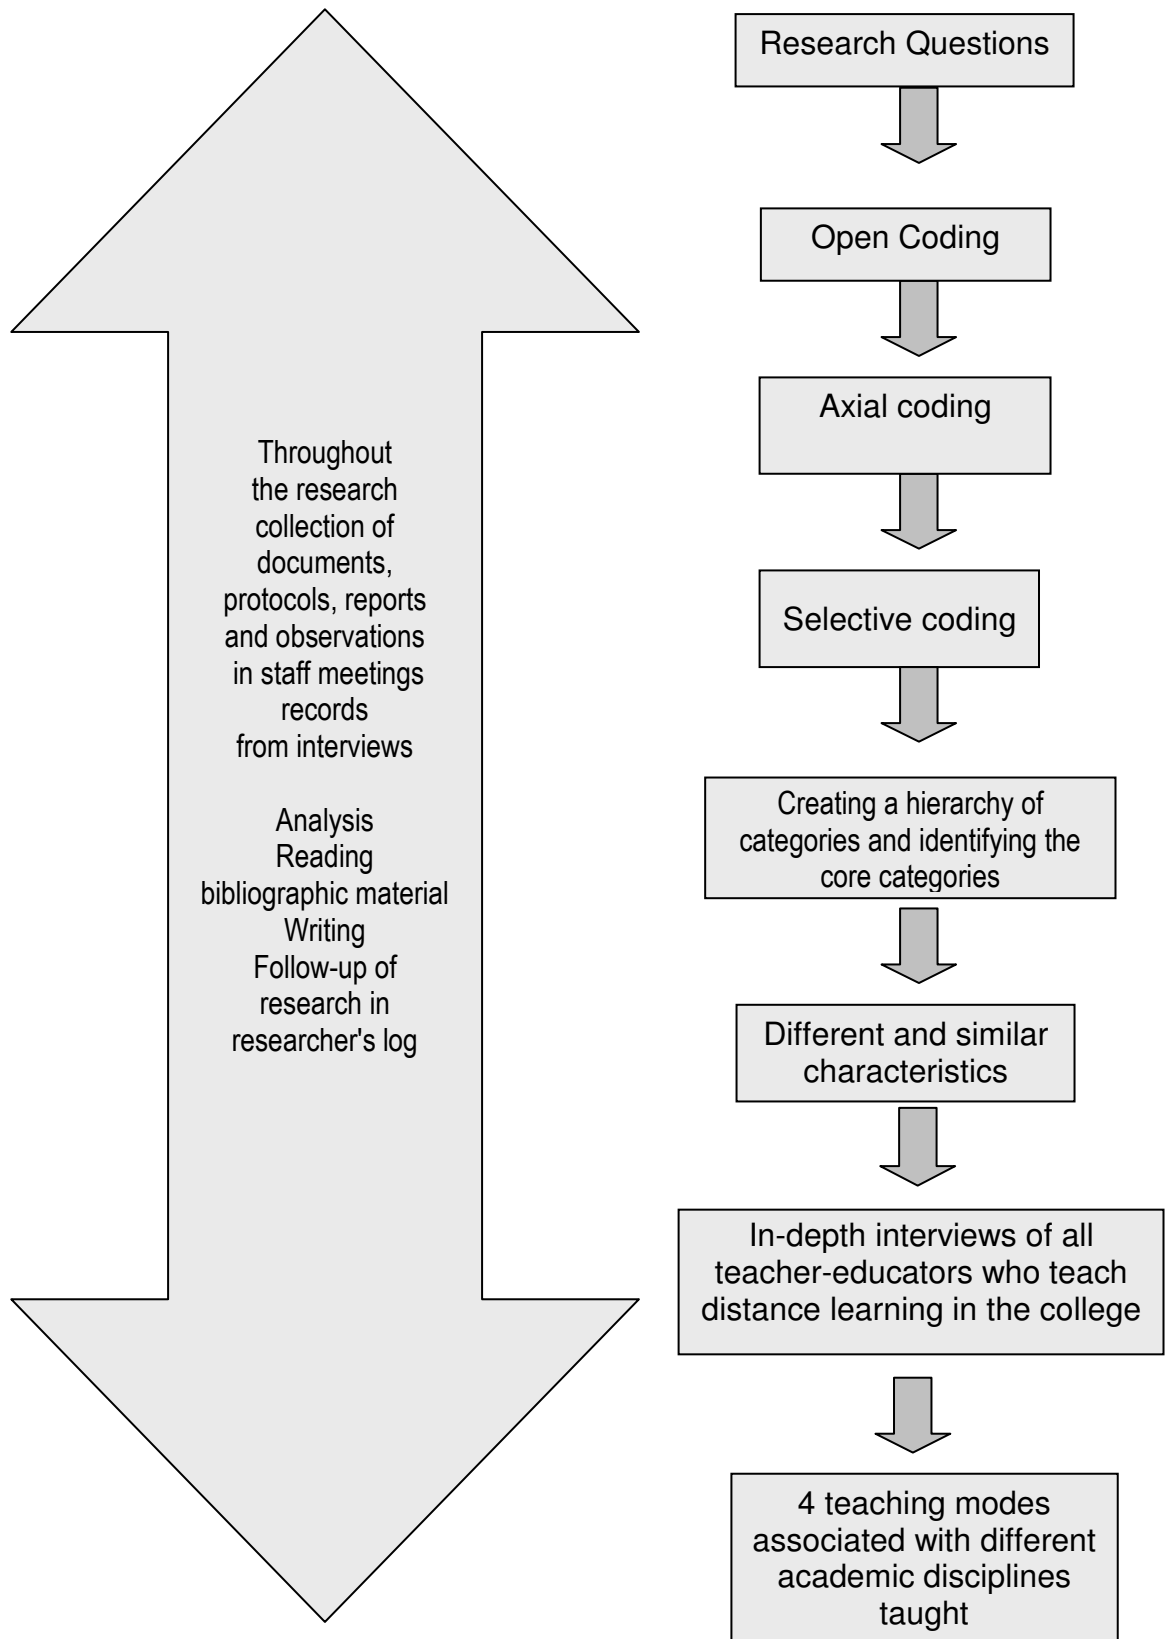 Throughout
the research
collection of
documents,
protocols, reports
and observations
in staff meetings
records
from interviews
Analysis
Reading
bibliographic material
Writing
Follow-up of
research in
researcher's log
Research Questions
Open Coding
Axial coding
Selective coding
Creating a hierarchy of
categories and identifying the
core categories
Different and similar
characteristics
In-depth interviews of all
teacher-educators who teach
distance learning in the college
4 teaching modes
associated with different
academic disciplines
taught